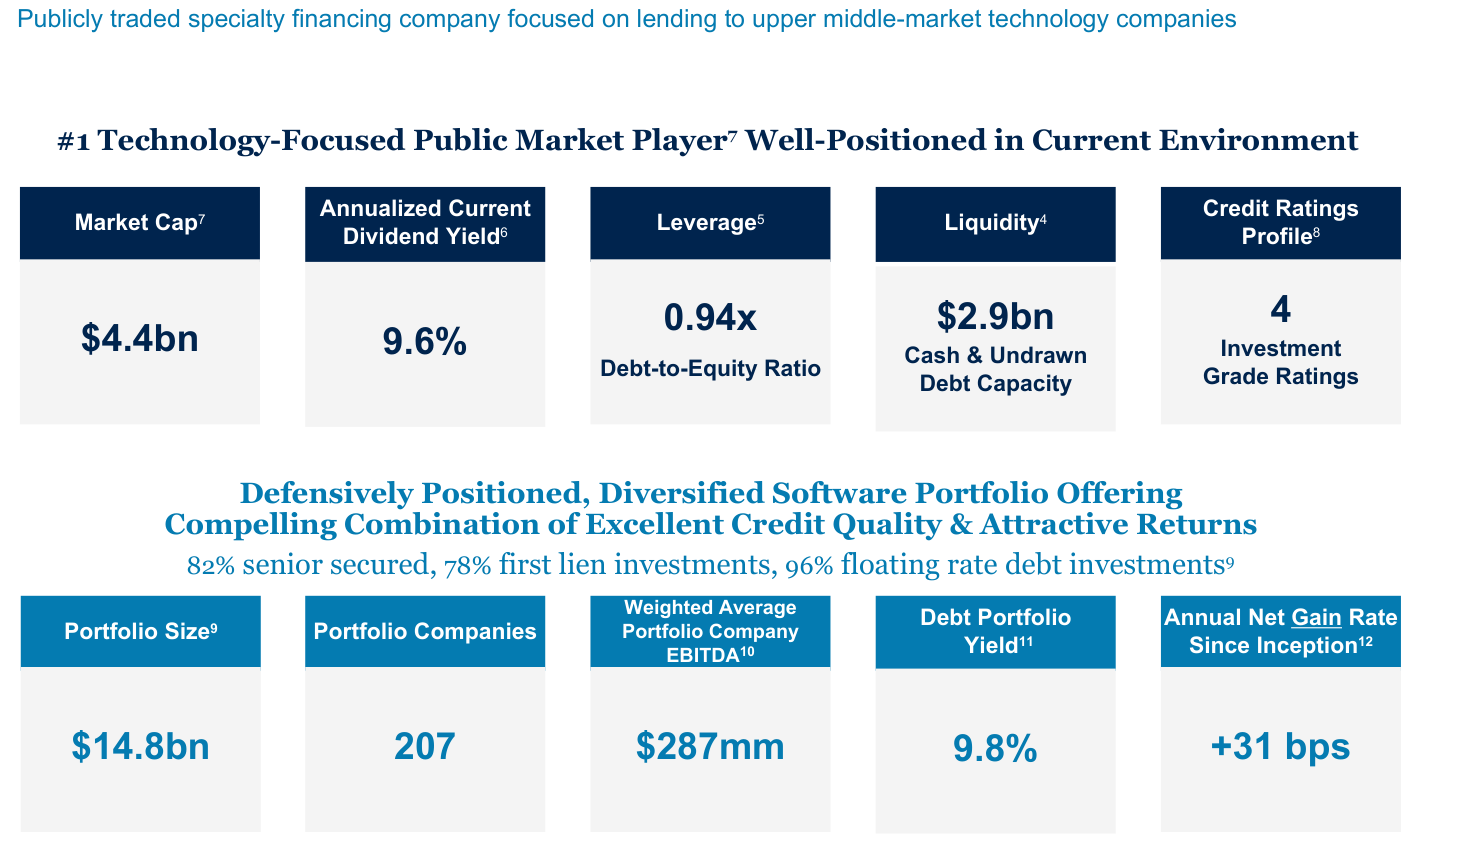 Publicly traded specialty financing company focused on lending to upper middle-market technology companies
#1 Technology-Focused Public Market Player⁷ Well-Positioned in Current Environment
Market Cap⁷
$4.4bn
Annualized Current
Dividend Yield⁶
9.6%
Leverage⁵
0.94x
Debt-to-Equity Ratio
Liquidity⁴
$2.9bn
Cash & Undrawn
Debt Capacity
Credit Ratings
Profile⁸
4
Investment
Grade Ratings
Defensively Positioned, Diversified Software Portfolio Offering
Compelling Combination of Excellent Credit Quality & Attractive Returns
82% senior secured, 78% first lien investments, 96% floating rate debt investments⁹
Portfolio Size⁹
$14.8bn
Portfolio Companies
207
Weighted Average
Portfolio Company
EBITDA¹⁰
$287mm
Debt Portfolio
Yield¹¹
9.8%
Annual Net Gain Rate
Since Inception¹²
+31 bps